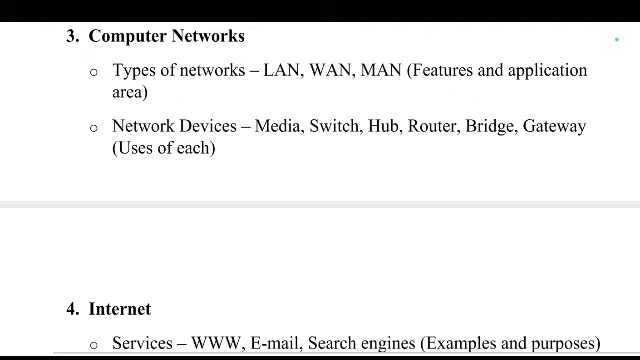 3. Computer Networks
o Types of networks – LAN, WAN, MAN (Features and application
area)
o Network Devices – Media, Switch, Hub, Router, Bridge, Gateway
(Uses of each)
4. Internet
o Services – WWW, E-mail, Search engines (Examples and purposes)